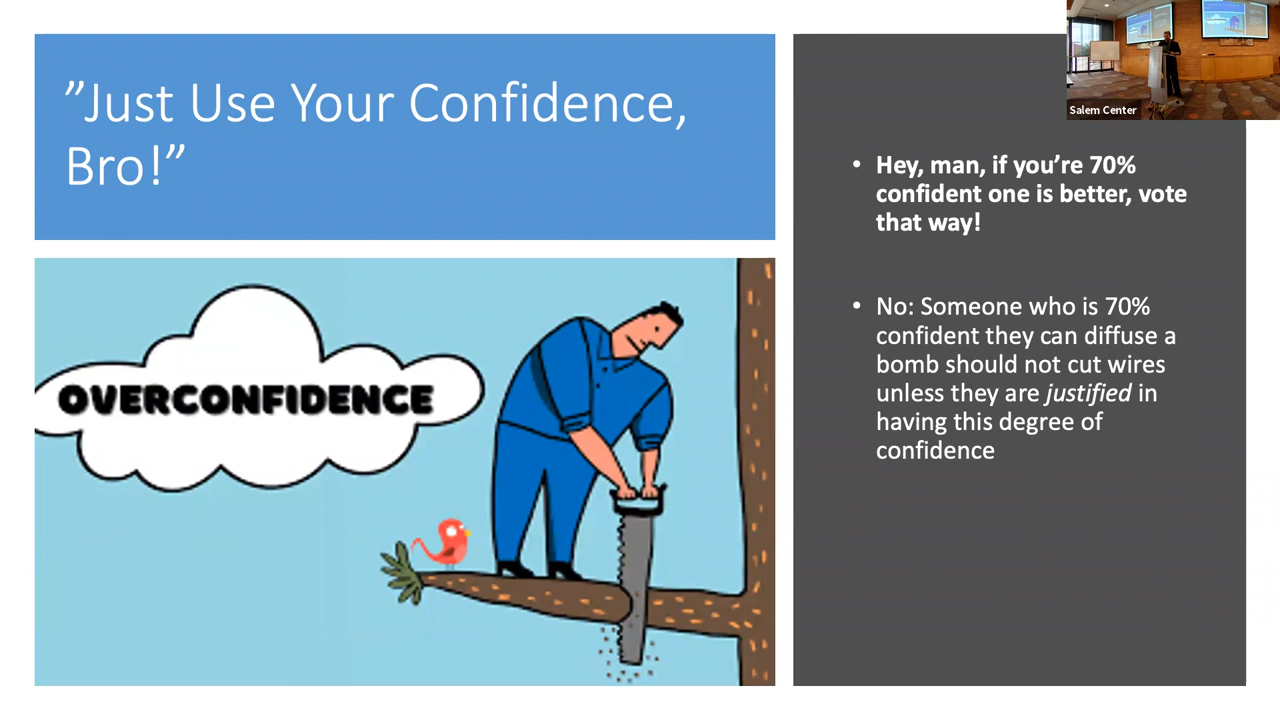 ”Just Use Your Confidence,
Bro!”
Salem Center
• Hey, man, if you’re 70%
confident one is better, vote
that way!
• No: Someone who is 70%
confident they can diffuse a
bomb should not cut wires
unless they are justified in
having this degree of
confidence
OVERCONFIDENCE